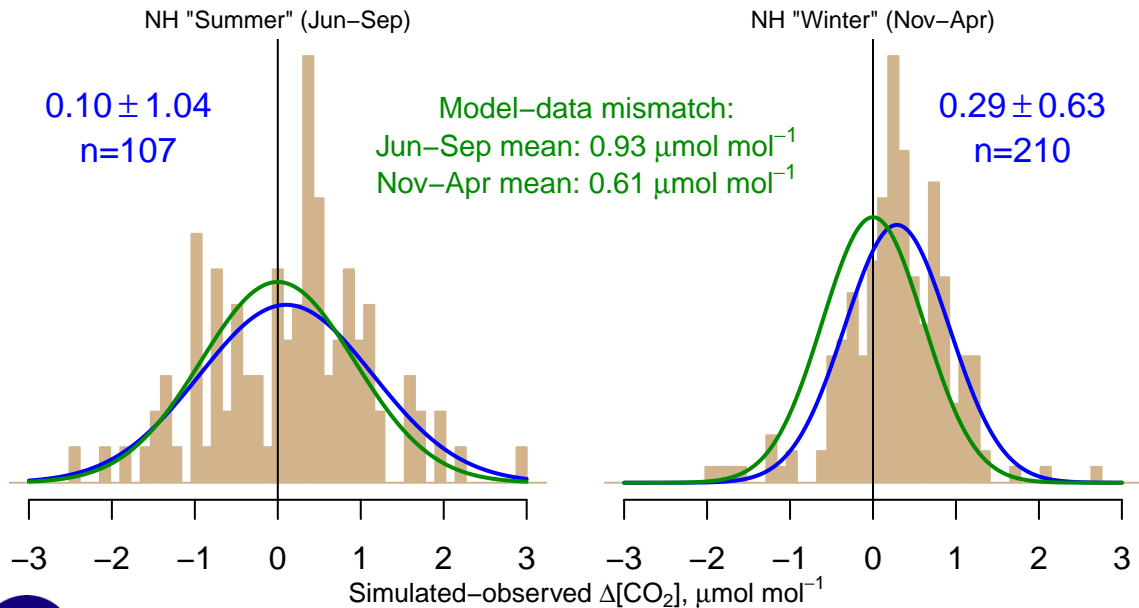 NH "Summer" (Jun−Sep)
NH "Winter" (Nov−Apr)
0.10 ± 1.04
n=107
Model−data mismatch:
Jun−Sep mean: 0.93 μmol mol⁻¹
Nov−Apr mean: 0.61 μmol mol⁻¹
0.29 ± 0.63
n=210
−3 −2 −1 0 1 2 3
−3 −2 −1 0 1 2 3
Simulated−observed Δ[CO₂], μmol mol⁻¹